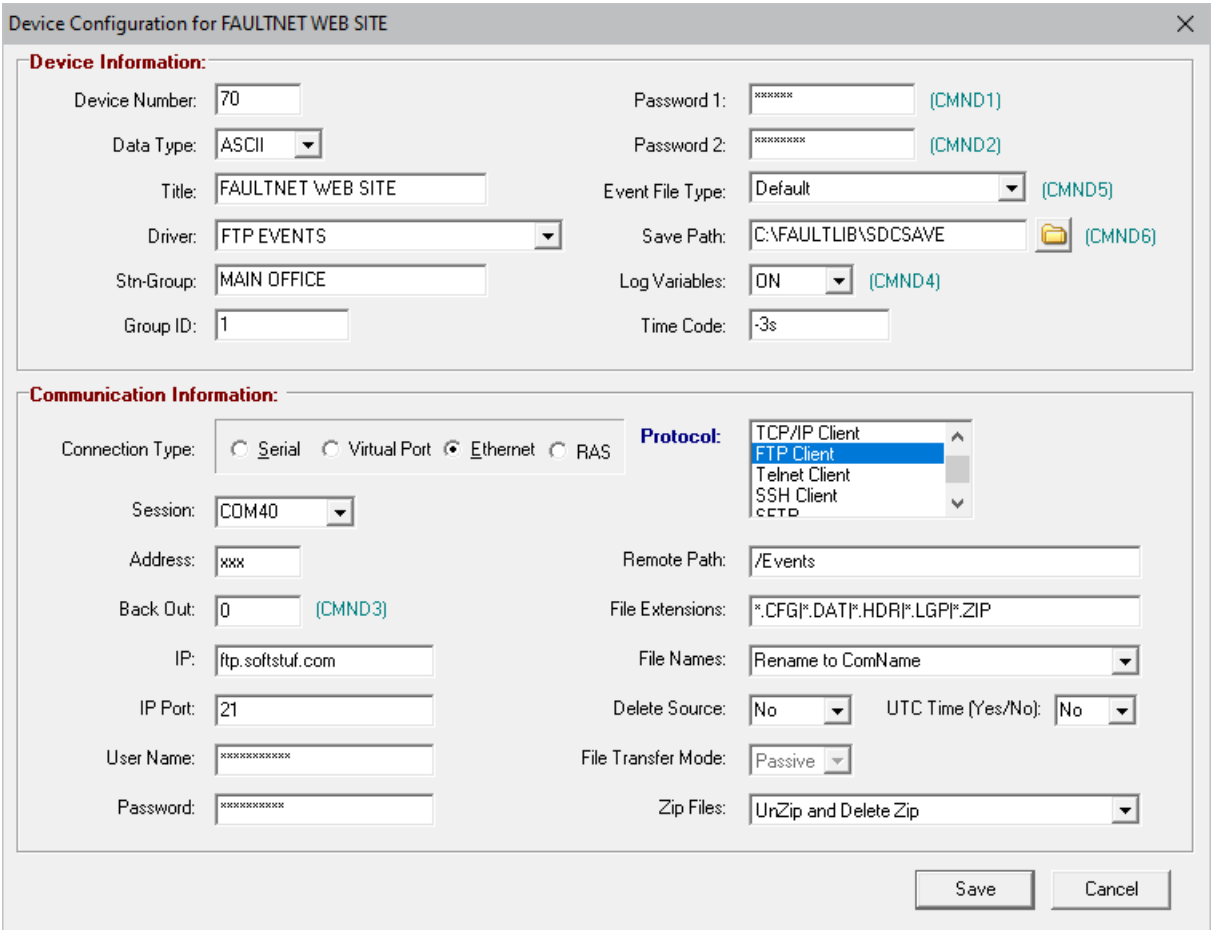 Device Configuration for FAULTNET WEB SITE
Device Information:
Device Number: 70
Password 1: ****** (CMND1)
Data Type: ASCII
Password 2: ******** (CMND2)
Title: FAULTNET WEB SITE
Event File Type: Default (CMND5)
Driver: FTP EVENTS
Save Path: C:\FAULTLIB\SDCSAVE (CMND6)
Stn-Group: MAIN OFFICE
Log Variables: ON (CMND4)
Group ID: 1
Time Code: -3s
Communication Information:
Connection Type: Serial Virtual Port Ethernet RAS
Protocol:
TCP/IP Client
FTP Client
Telnet Client
SSH Client
SFTP
Session: COM40
Address: xxx
Remote Path: /Events
Back Out: 0 (CMND3)
File Extensions: *.CFG|*.DAT|*.HDR|*.LGP|*.ZIP
IP: ftp.softstuf.com
File Names: Rename to ComName
IP Port: 21
Delete Source: No UTC Time (Yes/No): No
User Name: ***********
File Transfer Mode: Passive
Password: **********
Zip Files: UnZip and Delete Zip
Save Cancel